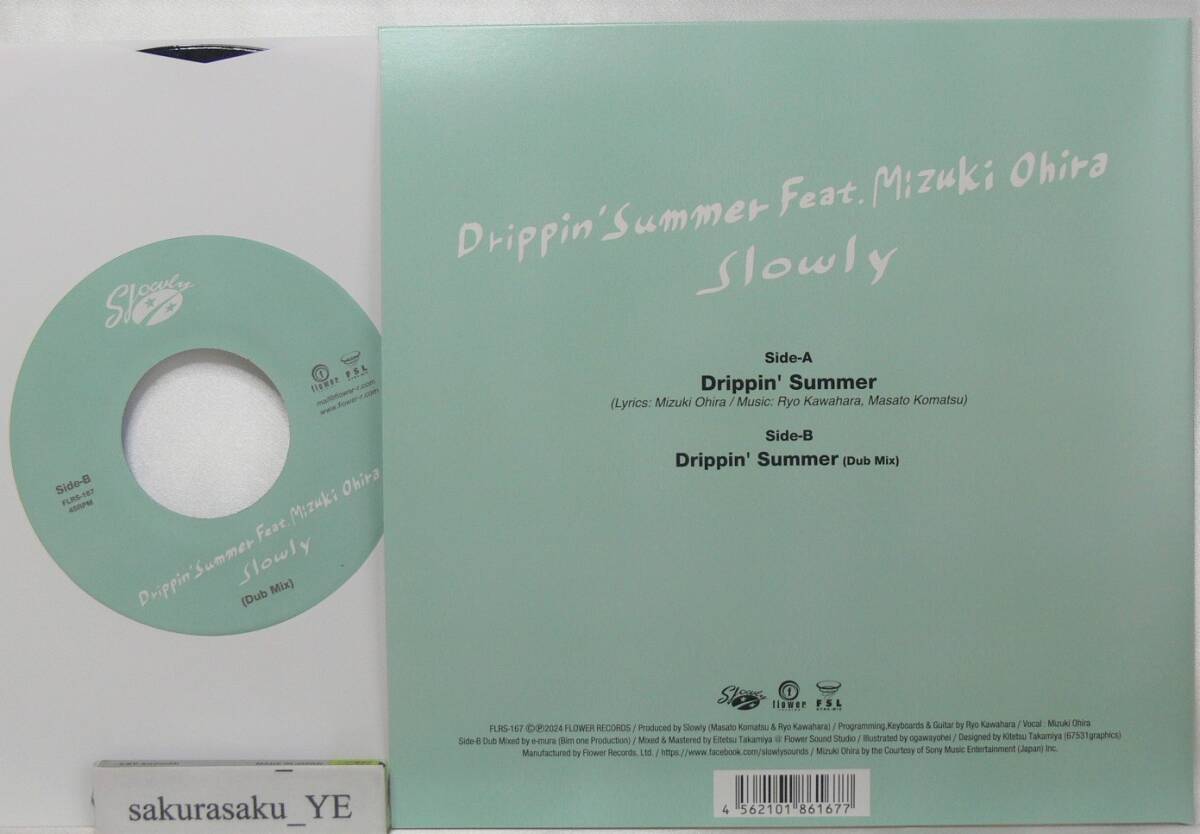 Slowly
flower
FSL
mail@flower-r.com
www.flower-r.com
Side-B
FLRS-167
45RPM
Drippin' Summer Feat. Mizuki Ohira
Slowly
(Dub Mix)
Drippin' Summer Feat. Mizuki Ohira
Slowly
Side-A
Drippin' Summer
(Lyrics: Mizuki Ohira / Music: Ryo Kawahara, Masato Komatsu)
Side-B
Drippin' Summer (Dub Mix)
Slowly flower FSL
FLRS-167 ©℗2024 FLOWER RECORDS / Produced by Slowly (Masato Komatsu & Ryo Kawahara) / Programming,Keyboards & Guitar by Ryo Kawahara / Vocal : Mizuki Ohira
Side-B Dub Mixed by e-mura (Bim one Production) / Mixed & Mastered by Eitetsu Takamiya @ Flower Sound Studio / Illustrated by ogawayohei / Designed by Kitetsu Takamiya (67531graphics)
Manufactured by Flower Records, Ltd. / https://www.facebook.com/slowlysounds / Mizuki Ohira by the Courtesy of Sony Music Entertainment (Japan) Inc.
4 562101 861677
sakurasaku_YE